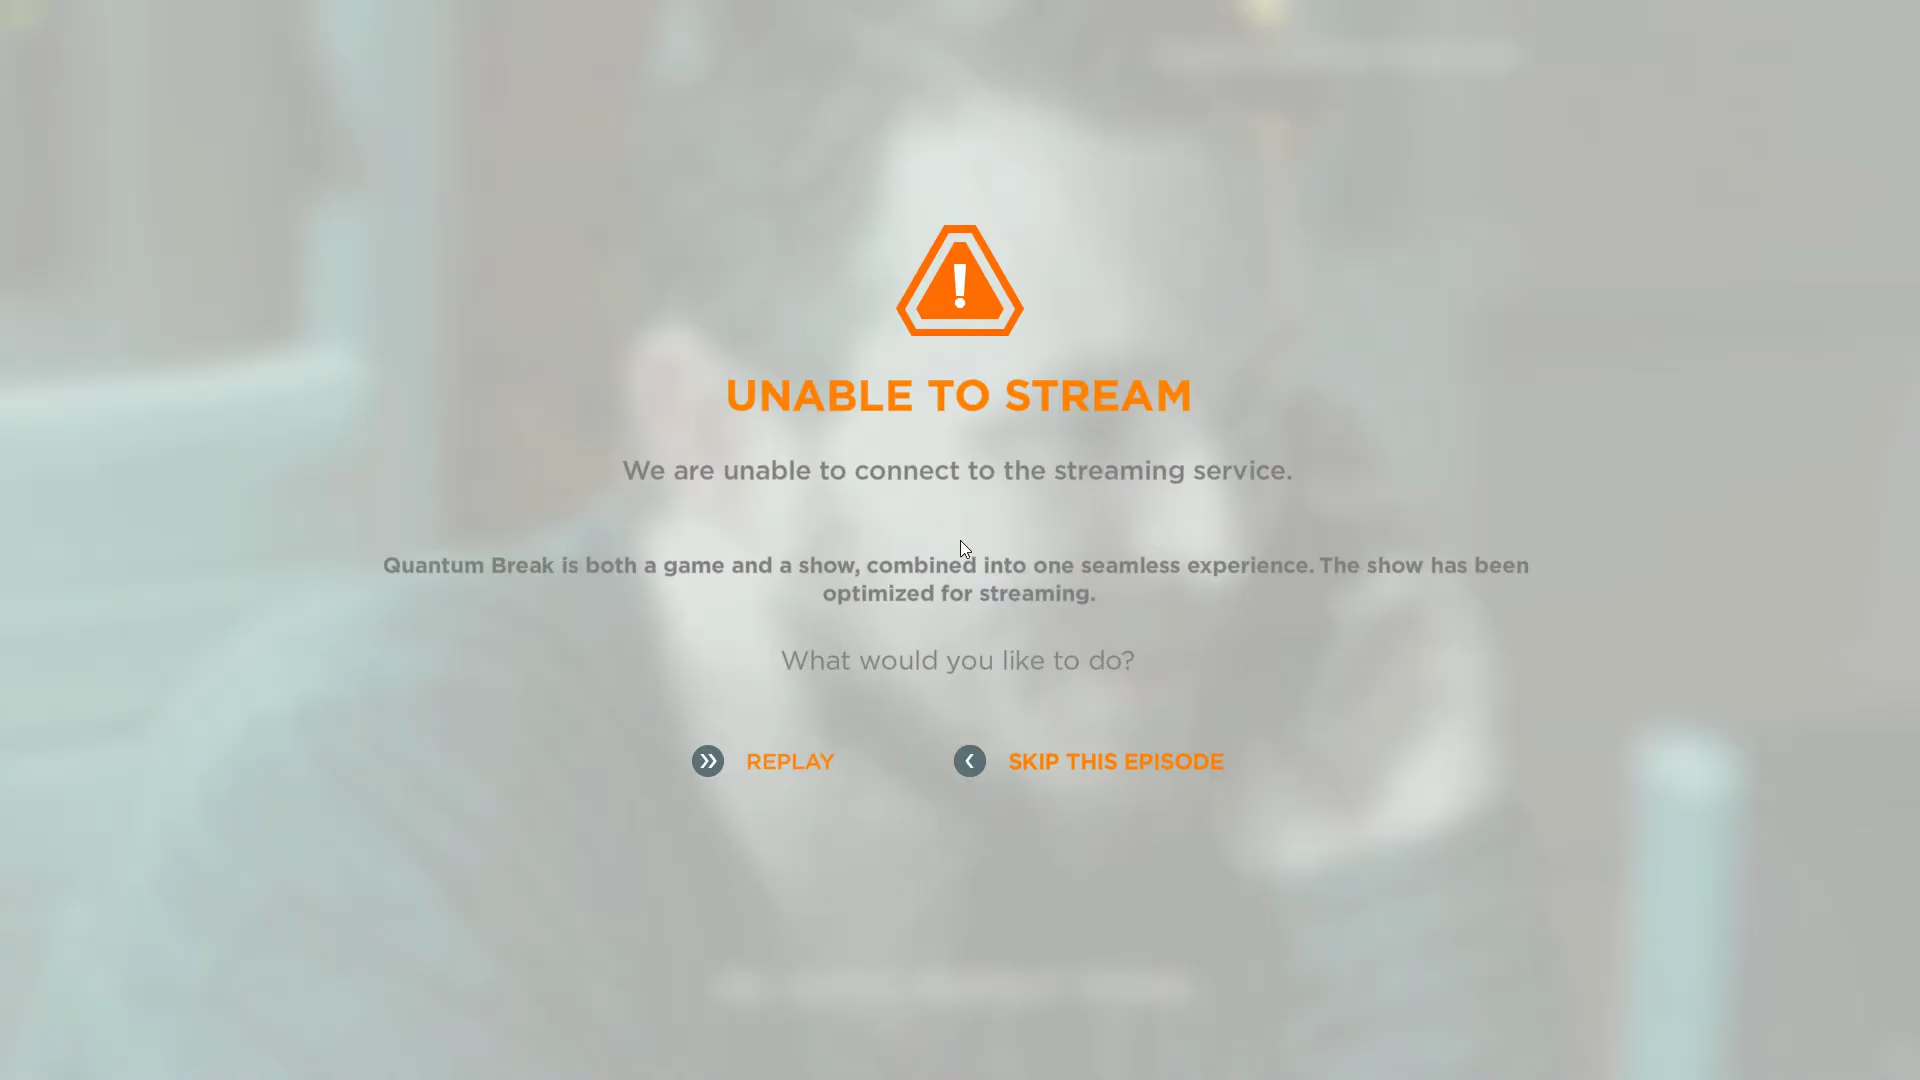 UNABLE TO STREAM
We are unable to connect to the streaming service.
Quantum Break is both a game and a show, combined into one seamless experience. The show has been
optimized for streaming.
What would you like to do?
REPLAY
SKIP THIS EPISODE